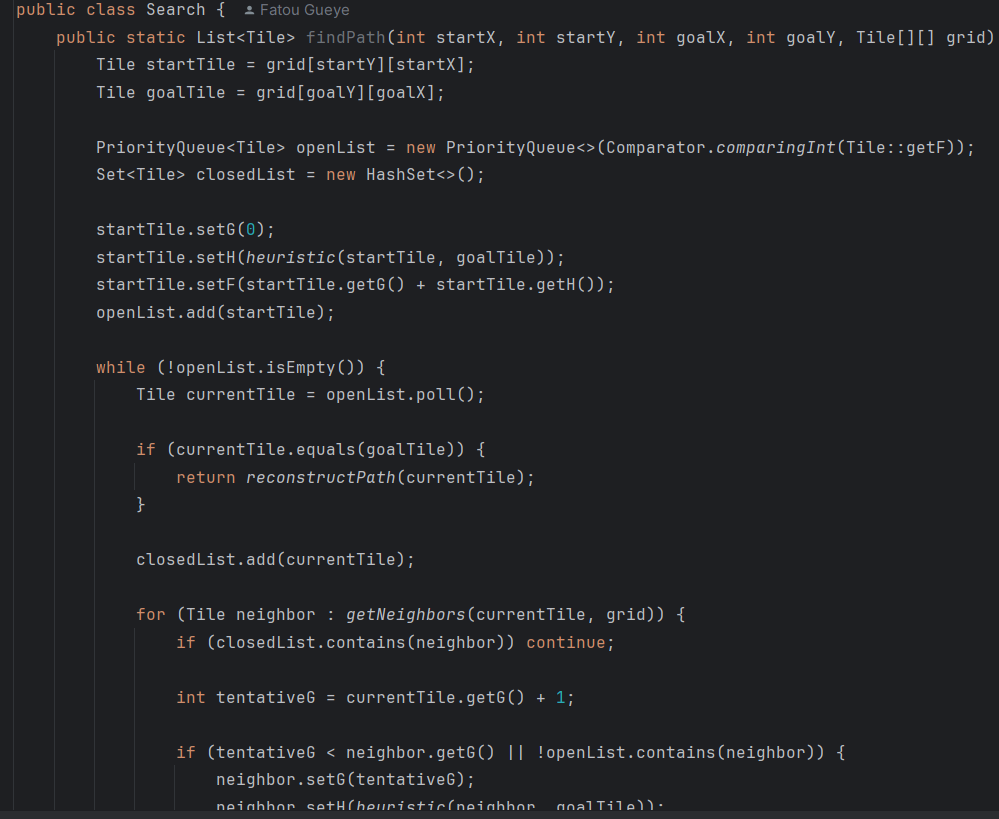 public class Search { Fatou Gueye
public static List<Tile> findPath(int startX, int startY, int goalX, int goalY, Tile[][] grid)
Tile startTile = grid[startY][startX];
Tile goalTile = grid[goalY][goalX];
PriorityQueue<Tile> openList = new PriorityQueue<>(Comparator.comparingInt(Tile::getF));
Set<Tile> closedList = new HashSet<>();
startTile.setG(0);
startTile.setH(heuristic(startTile, goalTile));
startTile.setF(startTile.getG() + startTile.getH());
openList.add(startTile);
while (!openList.isEmpty()) {
Tile currentTile = openList.poll();
if (currentTile.equals(goalTile)) {
return reconstructPath(currentTile);
}
closedList.add(currentTile);
for (Tile neighbor : getNeighbors(currentTile, grid)) {
if (closedList.contains(neighbor)) continue;
int tentativeG = currentTile.getG() + 1;
if (tentativeG < neighbor.getG() || !openList.contains(neighbor)) {
neighbor.setG(tentativeG);
neighbor.setH(heuristic(neighbor, goalTile));